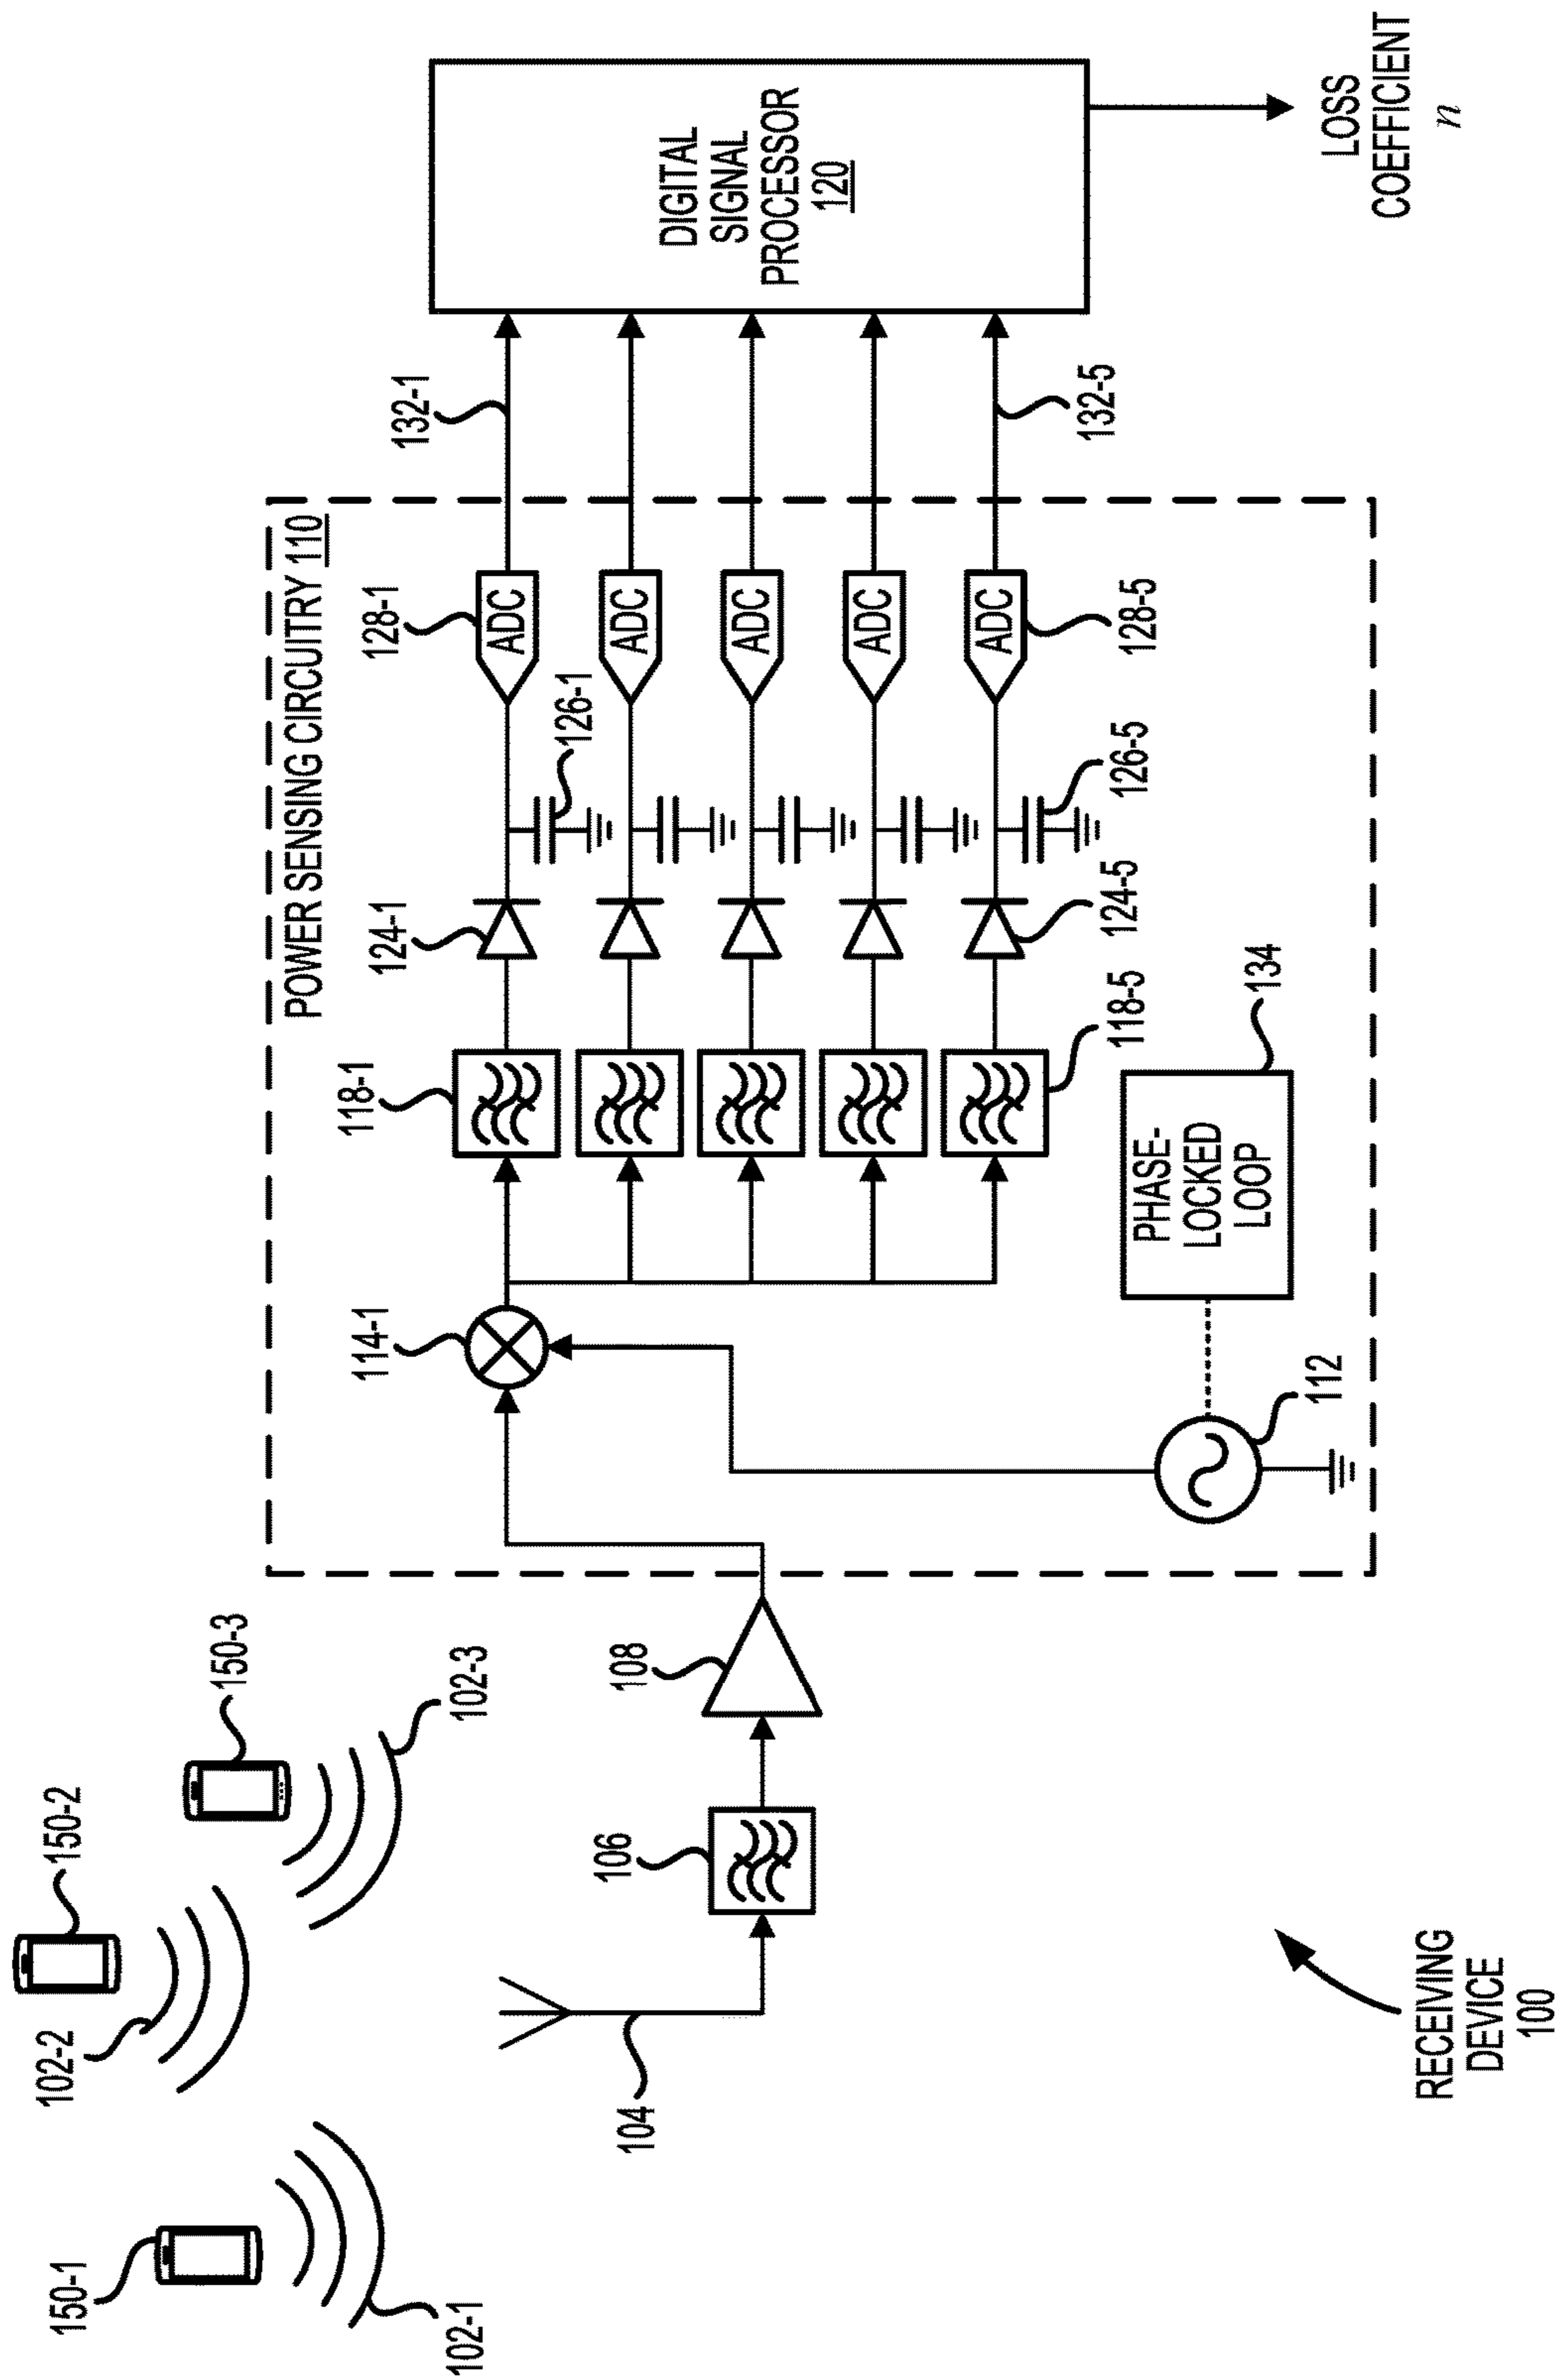 150-1
102-1
102-2
150-2
150-3
102-3
104
106
108
RECEIVING
DEVICE
100
POWER SENSING CIRCUITRY 110
114-1
118-1
124-1
126-1
128-1
ADC
ADC
ADC
ADC
ADC
118-5
124-5
126-5
128-5
112
PHASE-
LOCKED
LOOP
134
132-1
132-5
DIGITAL
SIGNAL
PROCESSOR
120
LOSS
COEFFICIENT
n